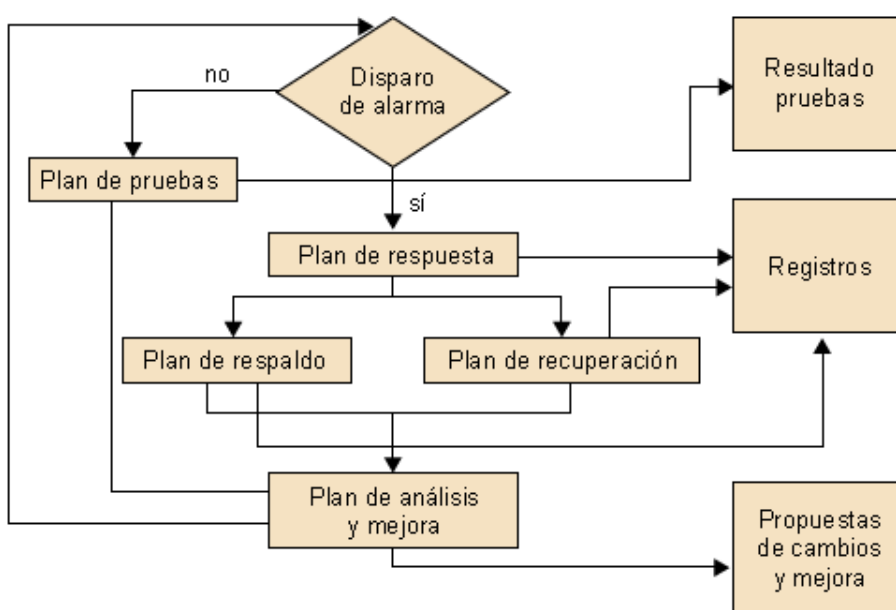 Disparo
de alarma
no
Resultado
pruebas
Plan de pruebas
sí
Plan de respuesta
Registros
Plan de respaldo
Plan de recuperación
Plan de análisis
y mejora
Propuestas
de cambios
y mejora